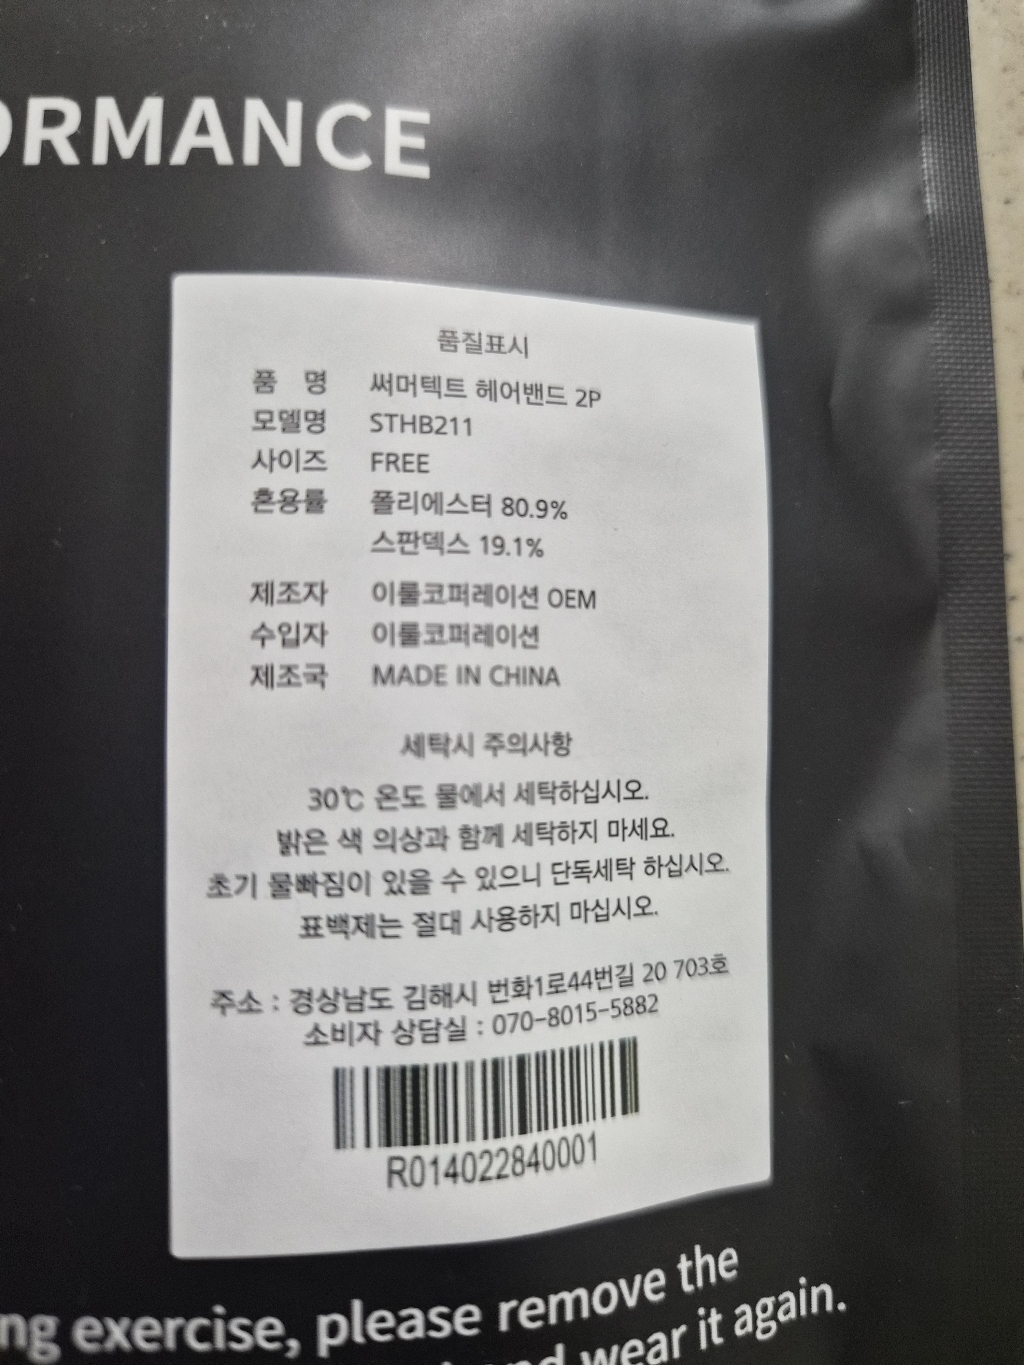 ORMANCE
품질표시
품 명 써머텍트 헤어밴드 2P
모델명 STHB211
사이즈 FREE
혼용률 폴리에스터 80.9%
스판덱스 19.1%
제조자 이룰코퍼레이션 OEM
수입자 이룰코퍼레이션
제조국 MADE IN CHINA
세탁시 주의사항
30℃ 온도 물에서 세탁하십시오.
밝은 색 의상과 함께 세탁하지 마세요.
초기 물빠짐이 있을 수 있으니 단독세탁 하십시오.
표백제는 절대 사용하지 마십시오.
주소 : 경상남도 김해시 번화1로44번길 20 703호
소비자 상담실 : 070-8015-5882
R014022840001
ng exercise, please remove the
and wear it again.